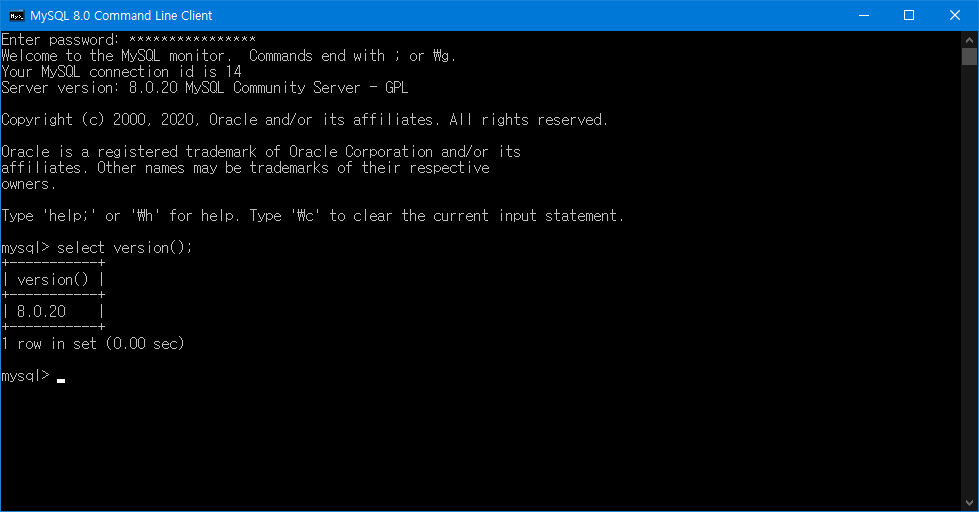 MySQL 8.0 Command Line Client
Enter password: ****************
Welcome to the MySQL monitor.  Commands end with ; or ₩g.
Your MySQL connection id is 14
Server version: 8.0.20 MySQL Community Server - GPL
Copyright (c) 2000, 2020, Oracle and/or its affiliates. All rights reserved.
Oracle is a registered trademark of Oracle Corporation and/or its
affiliates. Other names may be trademarks of their respective
owners.
Type 'help;' or '₩h' for help. Type '₩c' to clear the current input statement.
mysql> select version();
+-----------+
| version() |
+-----------+
| 8.0.20    |
+-----------+
1 row in set (0.00 sec)
mysql>